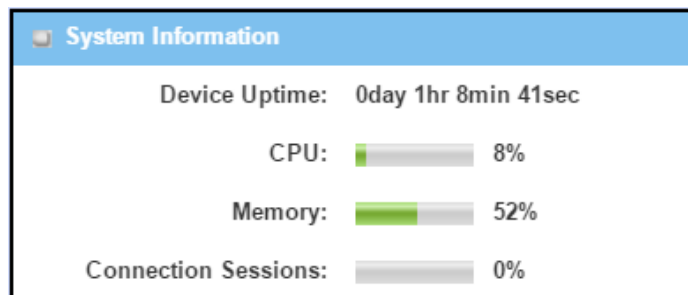 System Information
Device Uptime: 0day 1hr 8min 41sec
CPU: 8%
Memory: 52%
Connection Sessions: 0%